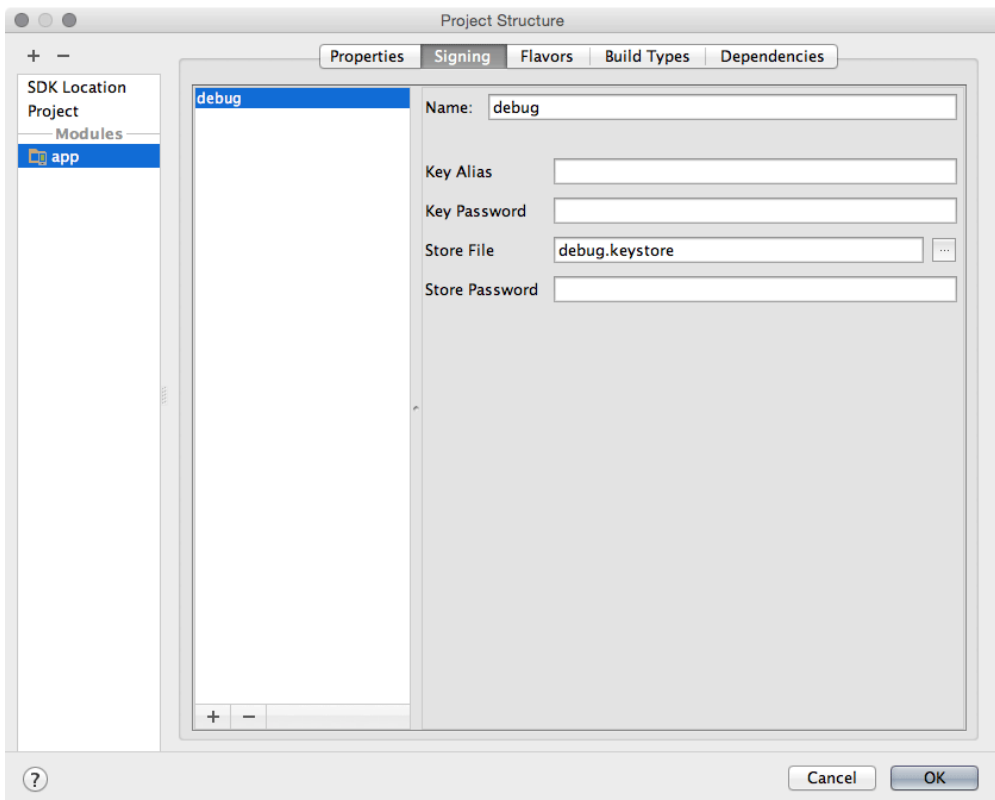 Project Structure
+ −
Properties Signing Flavors Build Types Dependencies
SDK Location
Project
Modules
app
debug
Name: debug
Key Alias
Key Password
Store File debug.keystore ...
Store Password
+ −
? Cancel OK